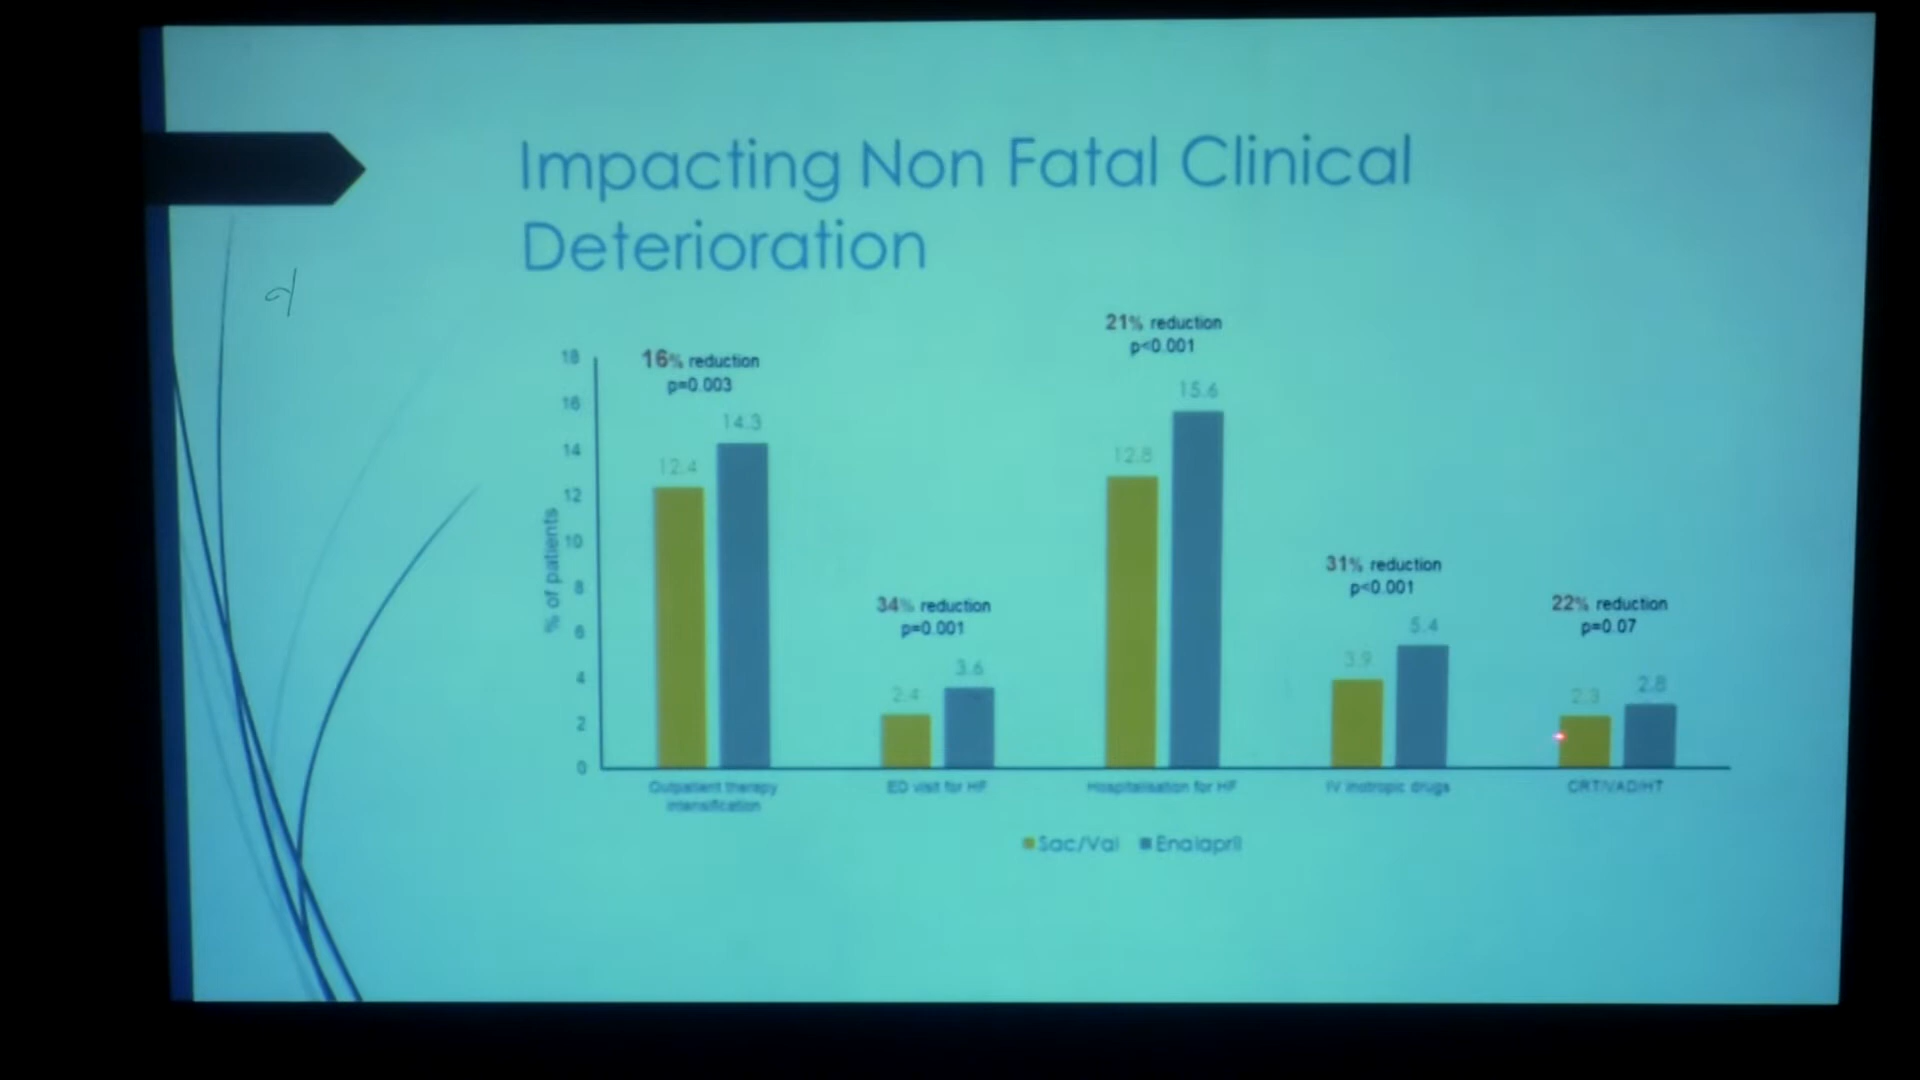 Impacting Non Fatal Clinical
Deterioration
16% reduction
p=0.003
34% reduction
p=0.001
21% reduction
p<0.001
31% reduction
p<0.001
22% reduction
p=0.07
18
16
14
12
10
8
6
4
2
0
% of patients
12.4
14.3
2.4
3.6
12.8
15.6
3.9
5.4
2.3
2.8
Outpatient therapy
intensification
ED visit for HF
Hospitalisation for HF
IV inotropic drugs
CRT/VAD/HT
Sac/Val
Enalapril